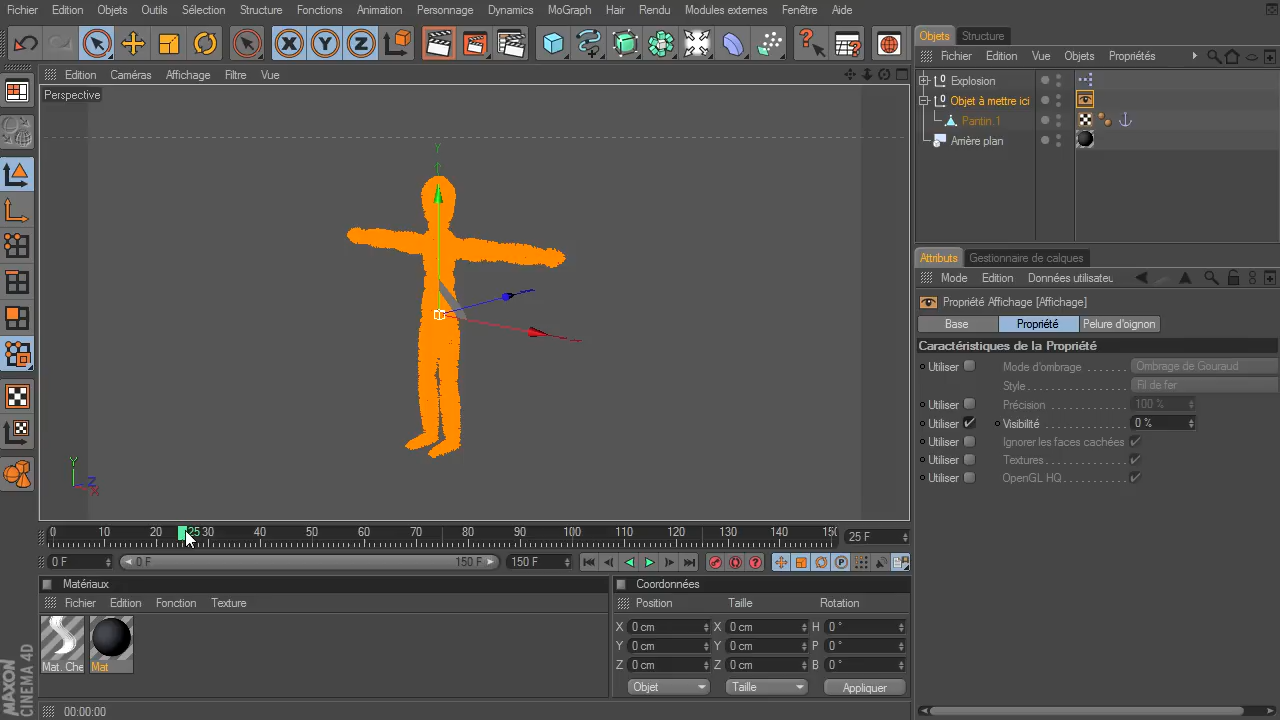 Fichier Edition Objets Outils Sélection Structure Fonctions Animation Personnage Dynamics MoGraph Hair Rendu Modules externes Fenêtre Aide
X Y Z
Edition Caméras Affichage Filtre Vue
Perspective
Y
Y
Z
X
0 10 20 25 30 40 50 60 70 80 90 100 110 120 130 140 150
25 F
0 F
0 F
150 F
150 F
P
Matériaux
Fichier Edition Fonction Texture
Mat. Che
Mat
Coordonnées
Position Taille Rotation
X 0 cm X 0 cm H 0 °
Y 0 cm Y 0 cm P 0 °
Z 0 cm Z 0 cm B 0 °
Objet Taille Appliquer
MAXON
CINEMA 4D
00:00:00
Objets Structure
Fichier Edition Vue Objets Propriétés
Explosion
Objet à mettre ici
Pantin.1
Arrière plan
Attributs Gestionnaire de calques
Mode Edition Données utilisateu
Propriété Affichage [Affichage]
Base Propriété Pelure d'oignon
Caractéristiques de la Propriété
Utiliser Mode d'ombrage Ombrage de Gouraud
Style Fil de fer
Utiliser Précision 100 %
Utiliser Visibilité 0 %
Utiliser Ignorer les faces cachées
Utiliser Textures
Utiliser OpenGL HQ